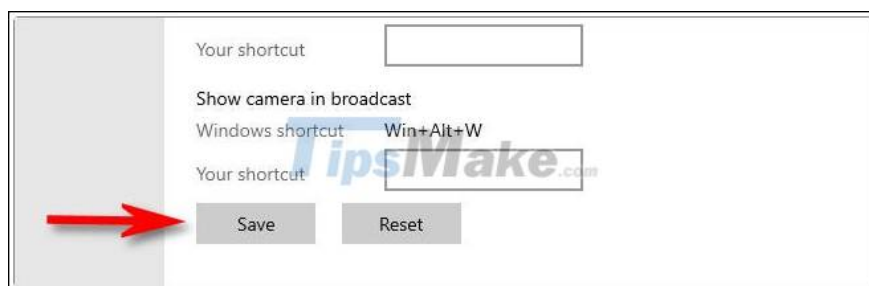 Your shortcut
Show camera in broadcast
Windows shortcut Win+Alt+W
TipsMake.com
Your shortcut
Save Reset